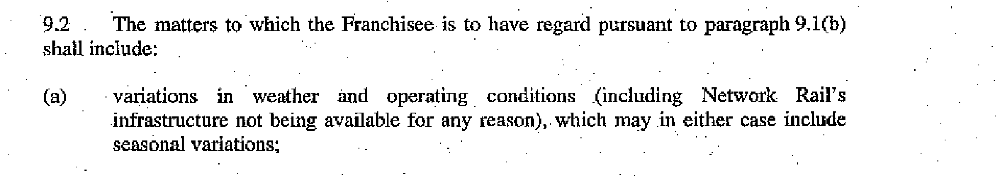 9.2 The matters to which the Franchisee is to have regard pursuant to paragraph 9.1(b)
shall include:
(a) variations in weather and operating conditions (including Network Rail's
infrastructure not being available for any reason), which may in either case include
seasonal variations;